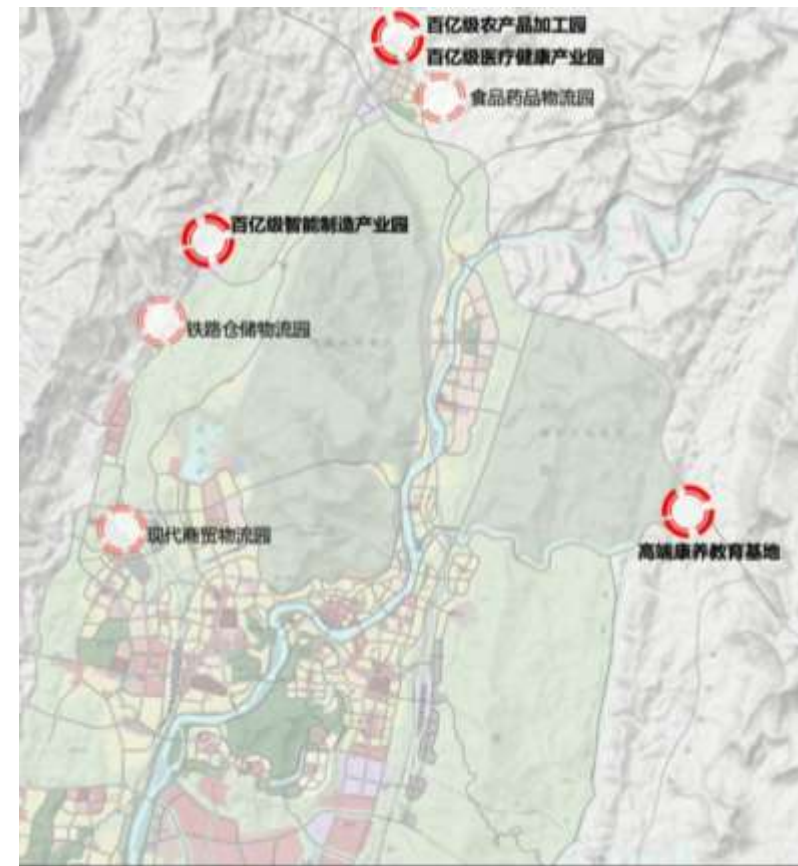 百亿级农产品加工园
百亿级医疗健康产业园
食品药品物流园
百亿级智能制造产业园
铁路仓储物流园
现代商贸物流园
高端康养教育基地